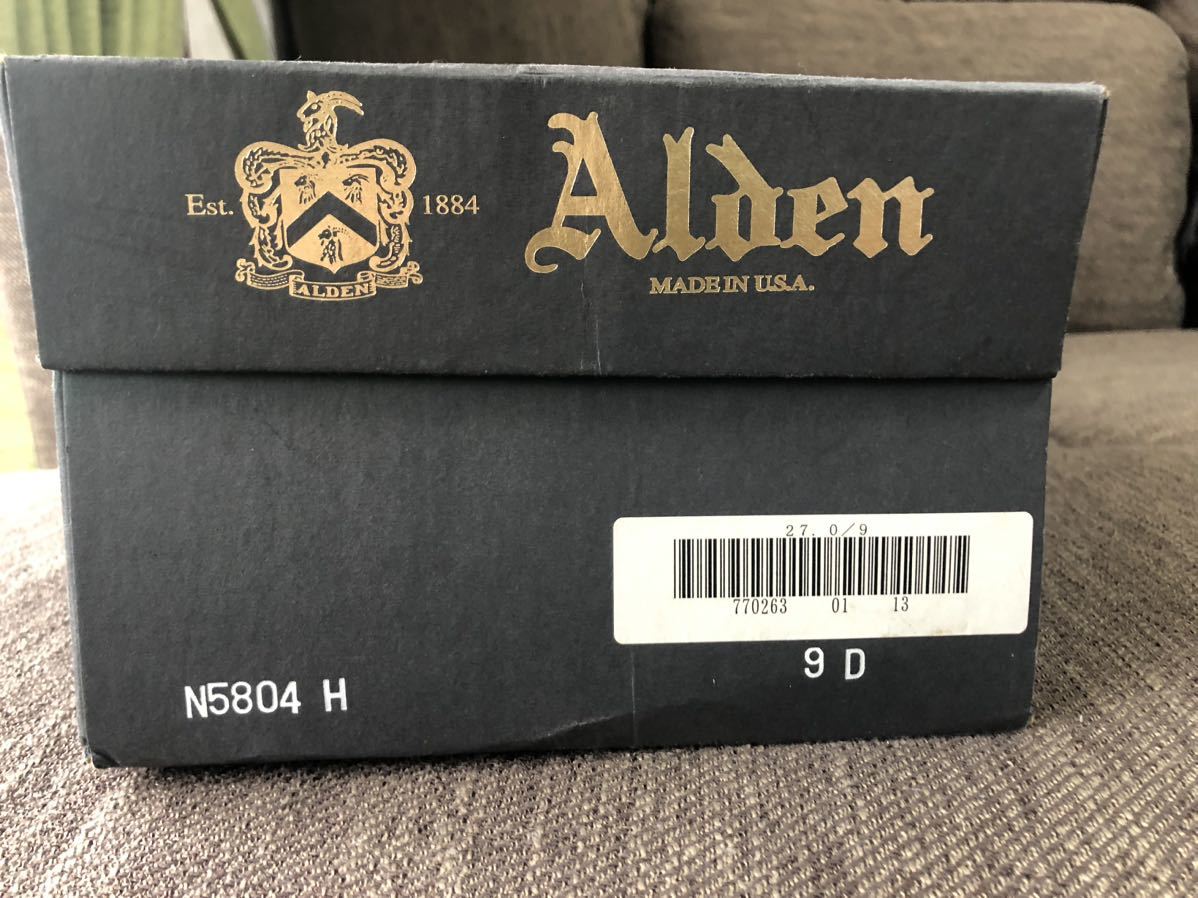 Est. 1884
ALDEN
Alden
MADE IN U.S.A.
27.0/9
770263 01 13
9 D
N5804 H